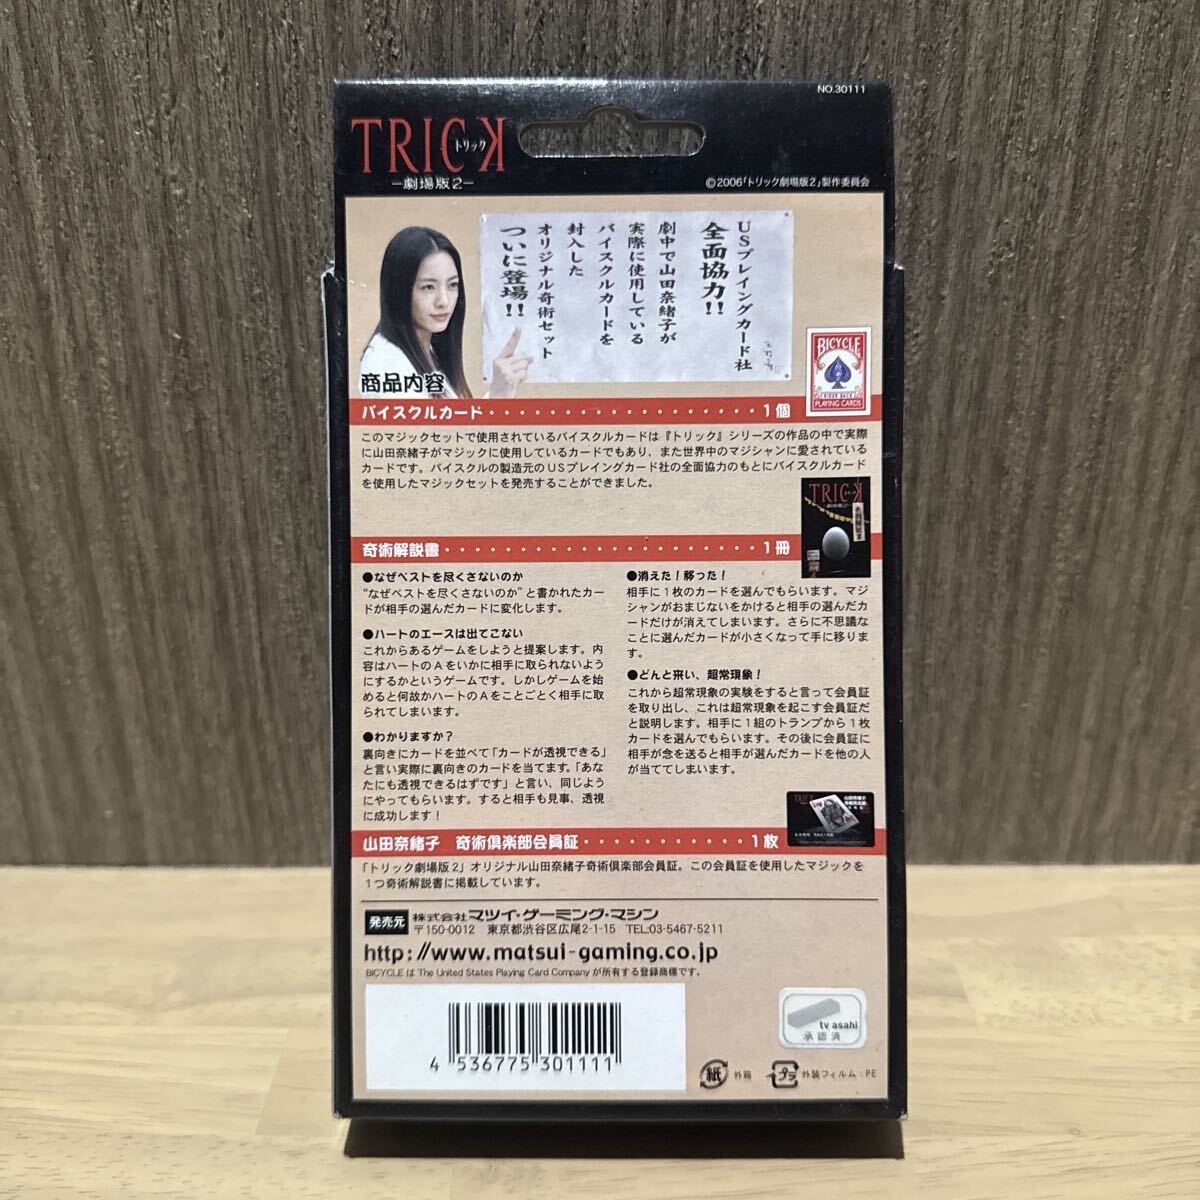 NO.30111
TRICK
トリック
―劇場版2―
©2006「トリック劇場版2」製作委員会
USプレイングカード社
全面協力!!
劇中で山田奈緒子が
実際に使用している
バイスクルカードを
封入した
オリジナル奇術セット
ついに登場!!
BICYCLE
RIDER BACK
PLAYING CARDS
商品内容
バイスクルカード・・・・・・・・・・・・・・・・・・・1個
このマジックセットで使用されているバイスクルカードは『トリック』シリーズの作品の中で実際
に山田奈緒子がマジックに使用しているカードでもあり、また世界中のマジシャンに愛されている
カードです。バイスクルの製造元のUSプレイングカード社の全面協力のもとにバイスクルカード
を使用したマジックセットを発売することができました。
TRICK
―劇場版2―
奇術解説書・・・・・・・・・・・・・・・・・・・・・・1冊
●なぜベストを尽くさないのか
“なぜベストを尽くさないのか”と書かれたカー
ドが相手の選んだカードに変化します。
●ハートのエースは出てこない
これからあるゲームをしようと提案します。内
容はハートのAをいかに相手に取られないよう
にするかというゲームです。しかしゲームを始
めると何故かハートのAをことごとく相手に取
られてしまいます。
●わかりますか?
裏向きにカードを並べて「カードが透視できる」
と言い実際に裏向きのカードを当てます。「あな
たにも透視できるはずです」と言い、同じよう
にやってもらいます。すると相手も見事、透視
に成功します!
●消えた!移った!
相手に1枚のカードを選んでもらいます。マジ
シャンがおまじないをかけると相手の選んだカ
ードだけが消えてしまいます。さらに不思議な
ことに選んだカードが小さくなって手に移りま
す。
●どんと来い、超常現象!
これから超常現象の実験をすると言って会員証
を取り出し、これは超常現象を起こす会員証だ
と説明します。相手に1組のトランプから1枚
カードを選んでもらいます。その後に会員証に
相手が念を送ると相手が選んだカードを他の人
が当ててしまいます。
TRICK
山田奈緒子
奇術倶楽部
山田奈緒子 奇術倶楽部会員証・・・・・・・・・・・・1枚
「トリック劇場版2」オリジナル山田奈緒子奇術倶楽部会員証。この会員証を使用したマジックを
1つ奇術解説書に掲載しています。
発売元 株式会社マツイ・ゲーミング・マシン
〒150-0012 東京都渋谷区広尾2-1-15 TEL:03-5467-5211
http://www.matsui-gaming.co.jp
BICYCLE は The United States Playing Card Company が所有する登録商標です。
4 536775 301111
tv asahi
承認済
紙 外箱
プラ 外装フィルム:PE